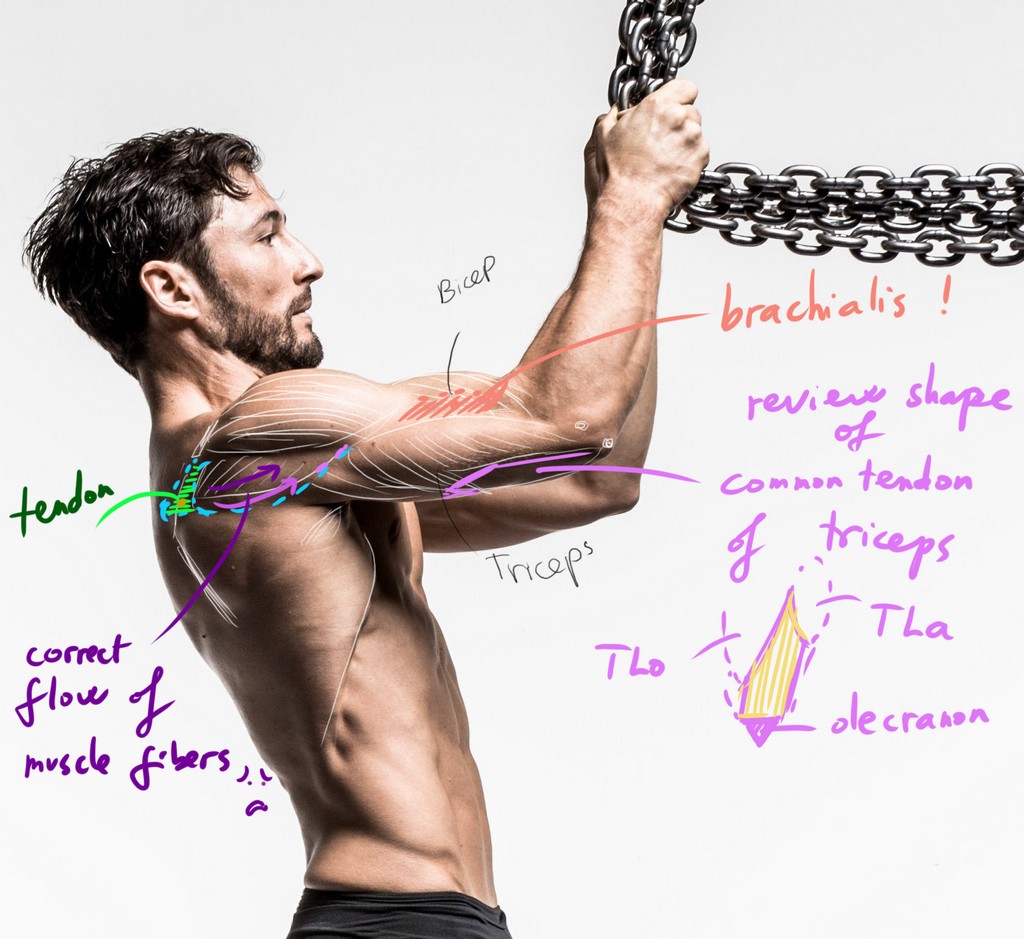 Bicep
brachialis !
review shape
of
common tendon
of triceps
tendon
Triceps
TLa
TLo
olecranon
correct
flow of
muscle fibers